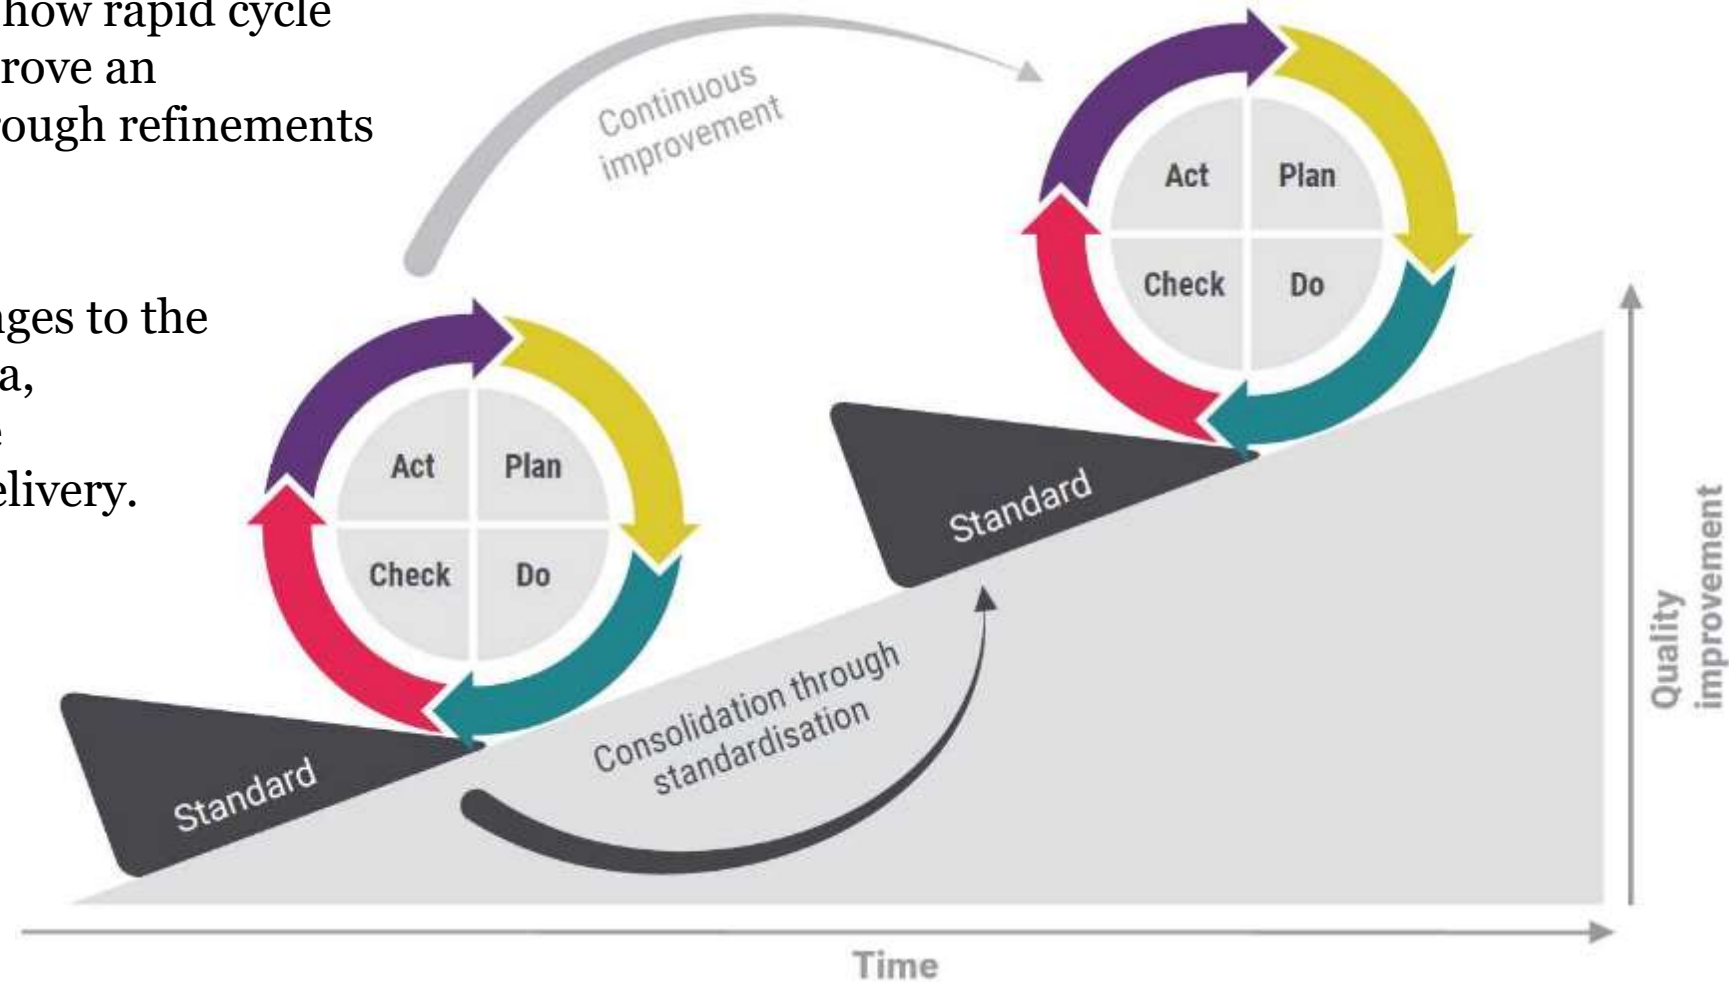 how rapid cycle
rove an
ough refinements
ges to the
a,
elivery.
Continuous
improvement
Act
Plan
Check
Do
Act
Plan
Check
Do
Standard
Standard
Consolidation through
standardisation
Quality
improvement
Time